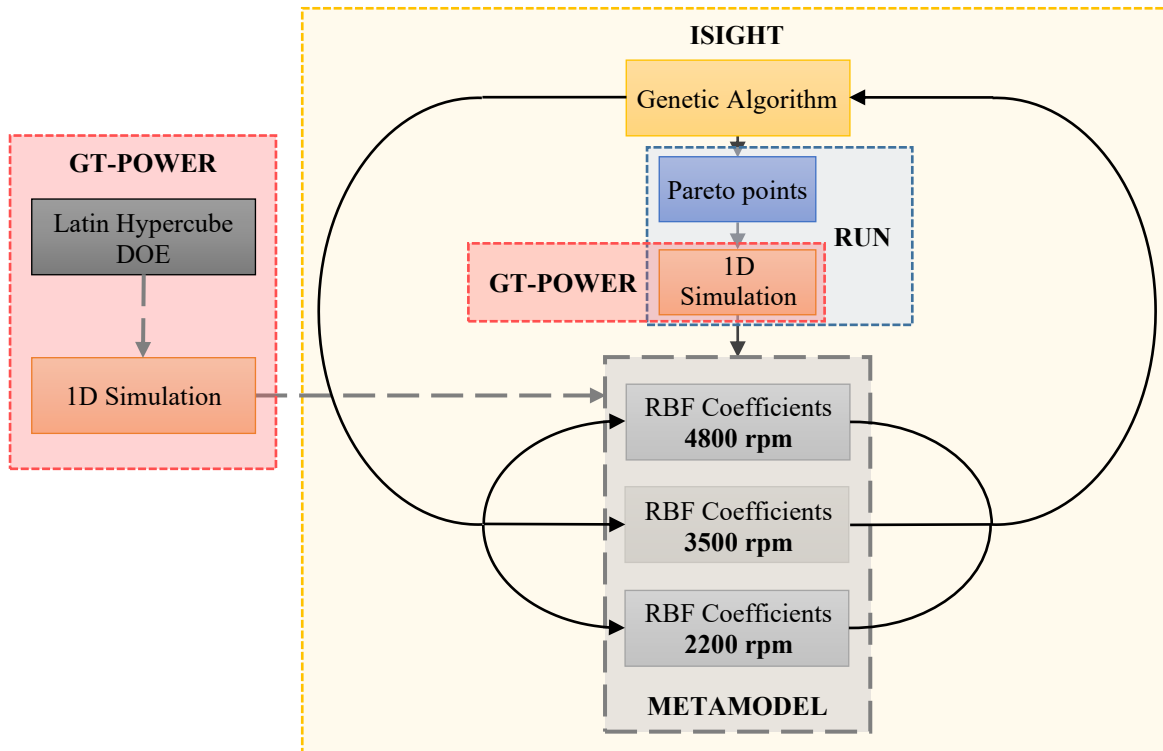 ISIGHT
Genetic Algorithm
GT-POWER
Latin Hypercube
DOE
1D Simulation
Pareto points
RUN
GT-POWER
1D
Simulation
RBF Coefficients
4800 rpm
RBF Coefficients
3500 rpm
RBF Coefficients
2200 rpm
METAMODEL